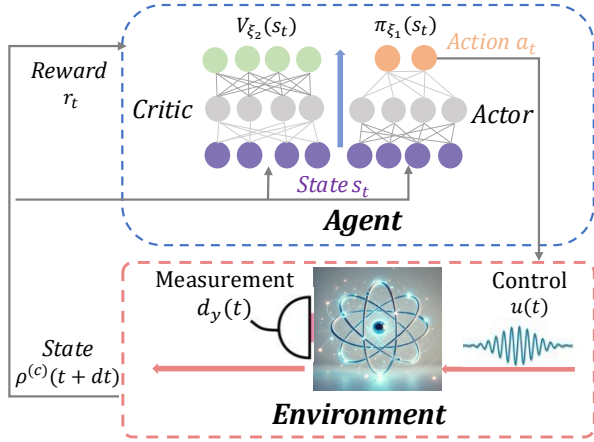 V_{ξ_2}(s_t)
π_{ξ_1}(s_t)
Action a_t
Reward
r_t
Critic
Actor
State s_t
Agent
Measurement
d_y(t)
Control
u(t)
State
ρ^{(c)}(t + dt)
Environment